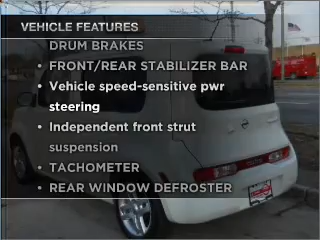 VEHICLE FEATURES
DRUM BRAKES
• FRONT/REAR STABILIZER BAR
• Vehicle speed-sensitive pwr
steering
• Independent front strut
suspension
• TACHOMETER
• REAR WINDOW DEFROSTER